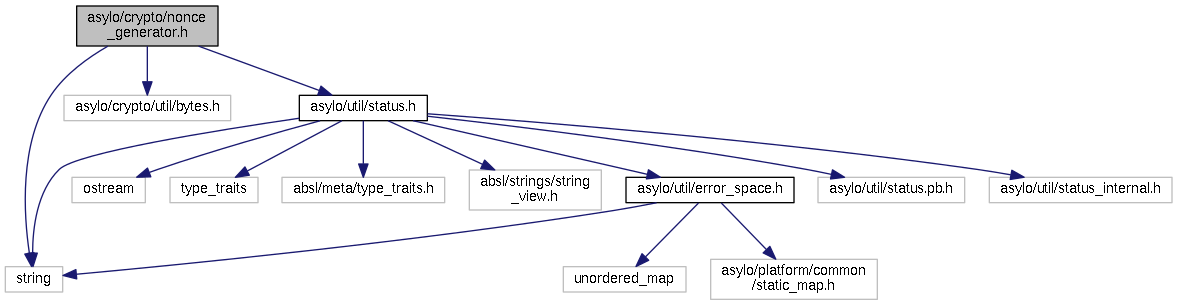 asylo/crypto/nonce
_generator.h
asylo/crypto/util/bytes.h
asylo/util/status.h
ostream
type_traits
absl/meta/type_traits.h
absl/strings/string
_view.h
asylo/util/error_space.h
asylo/util/status.pb.h
asylo/util/status_internal.h
string
unordered_map
asylo/platform/common
/static_map.h